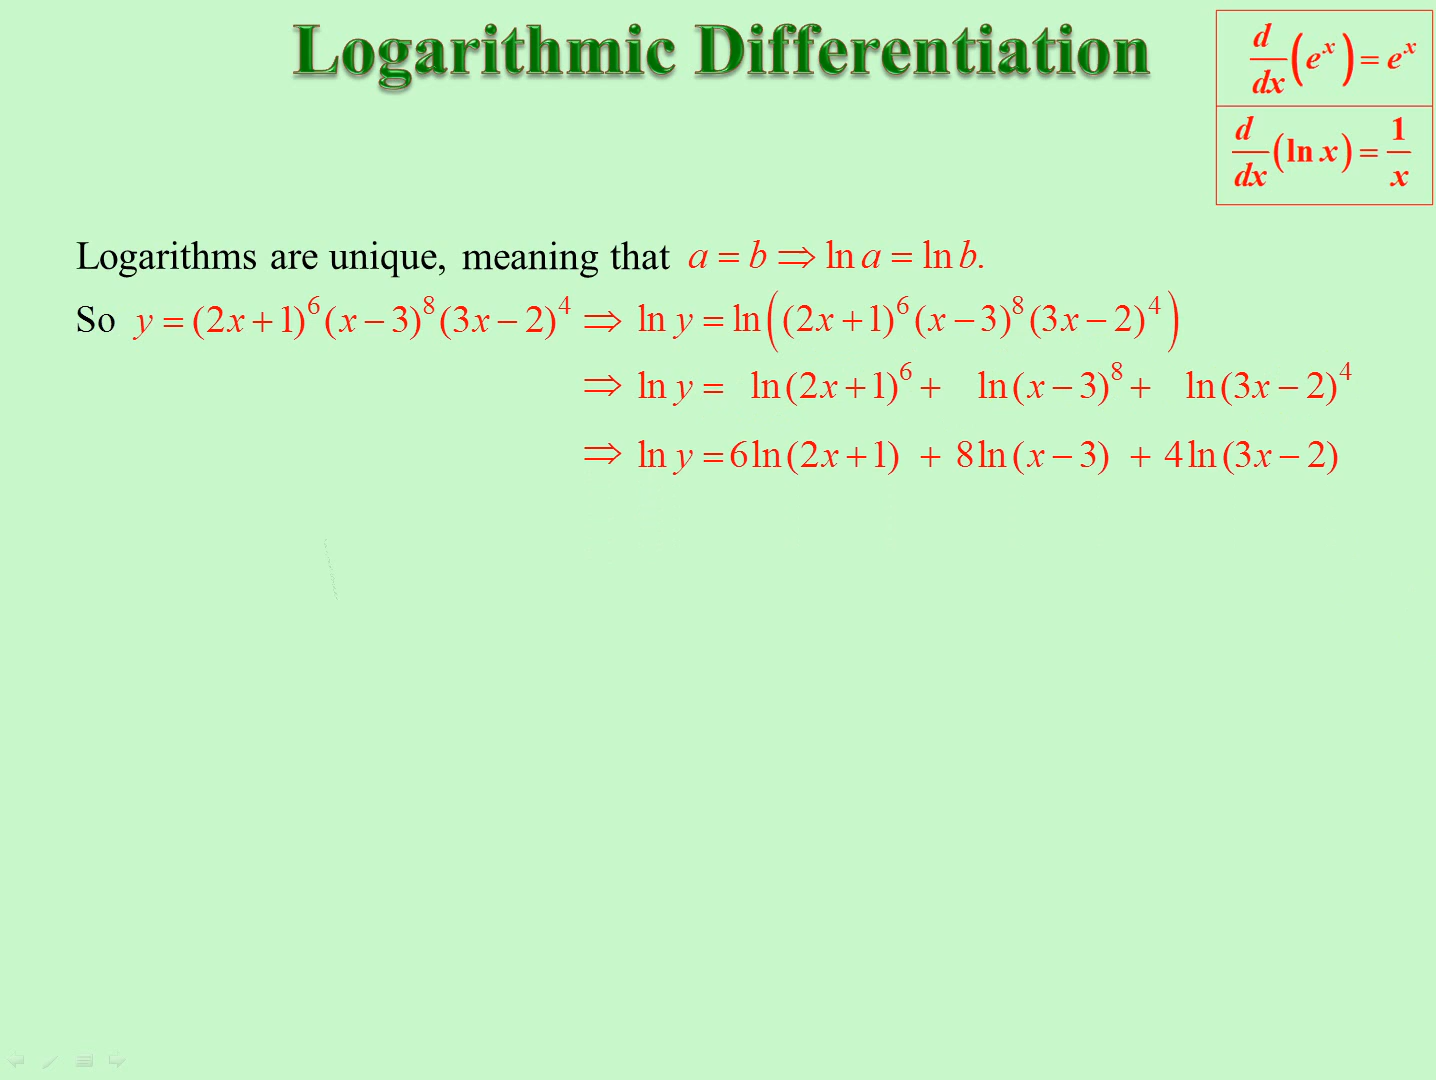 Logarithmic Differentiation
d/dx (e^x) = e^x
d/dx (ln x) = 1/x
Logarithms are unique, meaning that a = b ⇒ ln a = ln b.
So y = (2x + 1)^6 (x − 3)^8 (3x − 2)^4 ⇒ ln y = ln((2x + 1)^6 (x − 3)^8 (3x − 2)^4)
⇒ ln y = ln(2x + 1)^6 + ln(x − 3)^8 + ln(3x − 2)^4
⇒ ln y = 6 ln(2x + 1) + 8 ln(x − 3) + 4 ln(3x − 2)